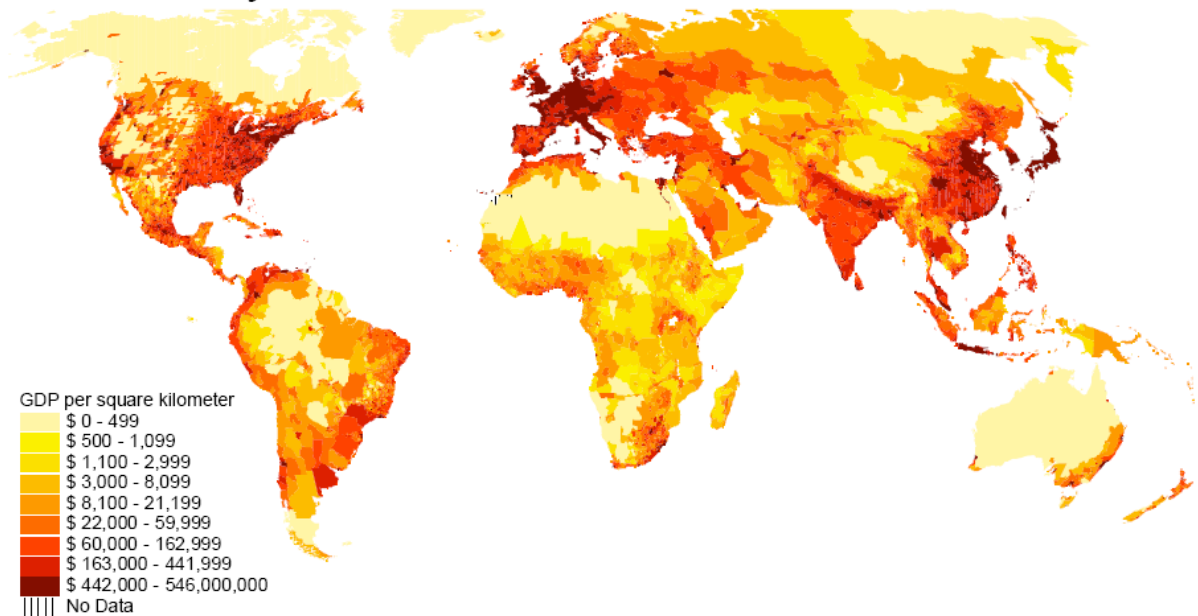 GDP per square kilometer
$ 0 - 499
$ 500 - 1,099
$ 1,100 - 2,999
$ 3,000 - 8,099
$ 8,100 - 21,199
$ 22,000 - 59,999
$ 60,000 - 162,999
$ 163,000 - 441,999
$ 442,000 - 546,000,000
No Data